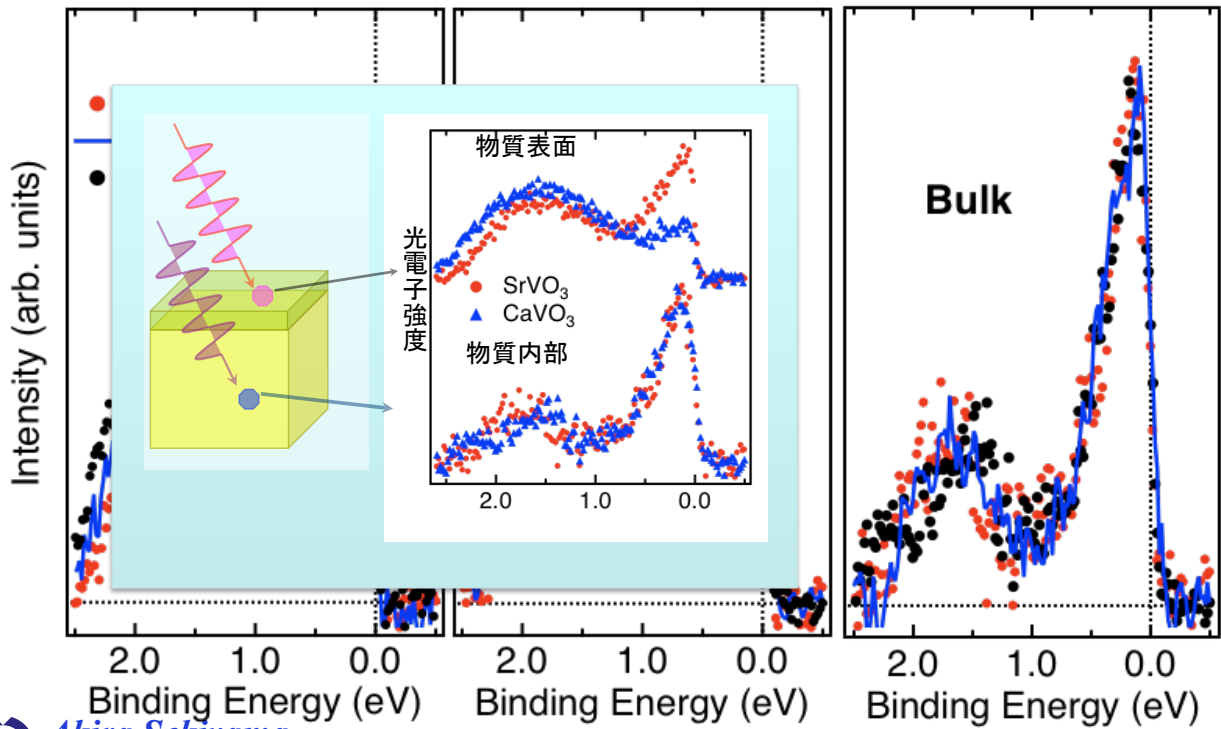 Intensity (arb. units)
物質表面
光電子強度
SrVO3
CaVO3
物質内部
2.0 1.0 0.0
Bulk
2.0 1.0 0.0
2.0 1.0 0.0
2.0 1.0 0.0
Binding Energy (eV)
Binding Energy (eV)
Binding Energy (eV)
Akira Sekiyama